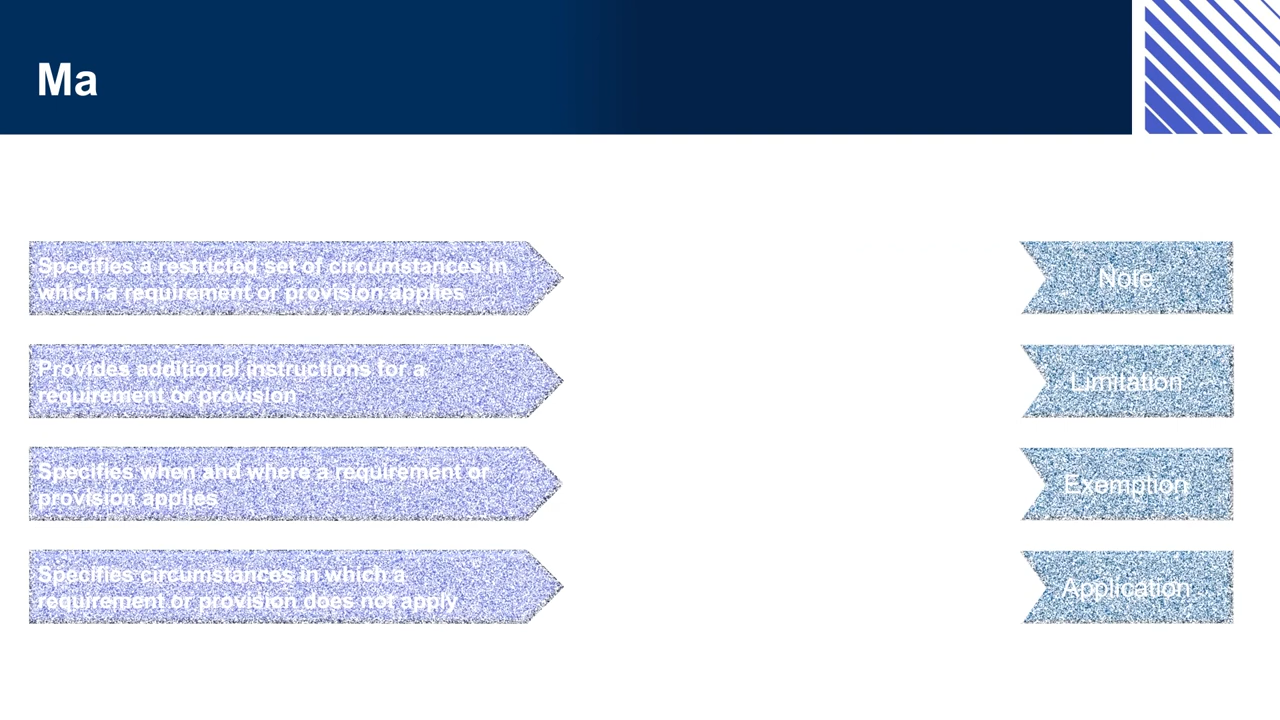 Ma
Specifies a restricted set of circumstances in
which a requirement or provision applies
Note
Provides additional instructions for a
requirement or provision
Limitation
Specifies when and where a requirement or
provision applies
Exemption
Specifies circumstances in which a
requirement or provision does not apply
Application